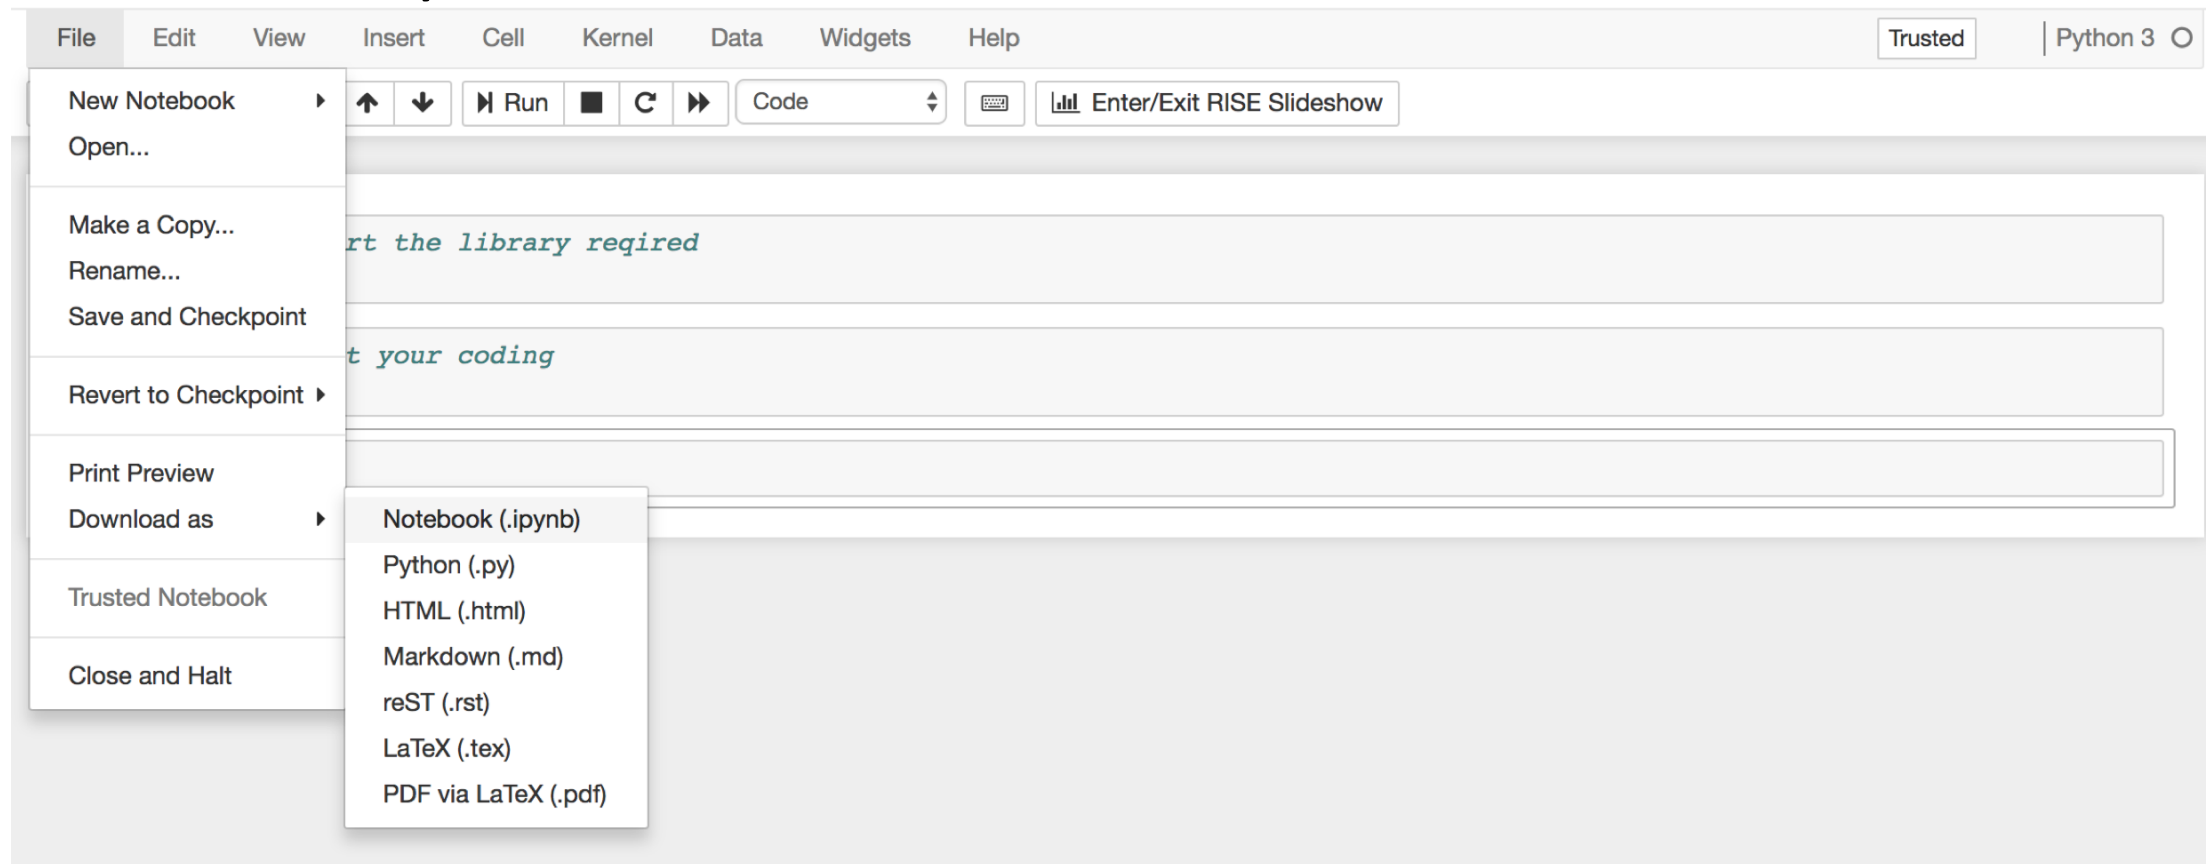 File Edit View Insert Cell Kernel Data Widgets Help Trusted Python 3
New Notebook Run Code Enter/Exit RISE Slideshow
Open...
Make a Copy...
rt the library reqired
Rename...
Save and Checkpoint
t your coding
Revert to Checkpoint
Print Preview
Download as
Notebook (.ipynb)
Python (.py)
HTML (.html)
Markdown (.md)
reST (.rst)
LaTeX (.tex)
PDF via LaTeX (.pdf)
Trusted Notebook
Close and Halt